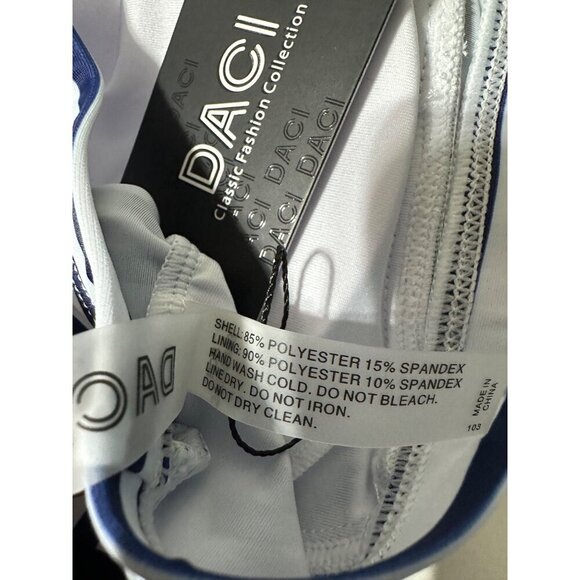 DACI
Classic Fashion Collection
DACI DACI
DACI DACI
DACI DACI
SHELL: 85% POLYESTER 15% SPANDEX
LINING: 90% POLYESTER 10% SPANDEX
HAND WASH COLD. DO NOT BLEACH.
LINE DRY. DO NOT IRON.
DO NOT DRY CLEAN.
MADE IN
CHINA
103
DAC